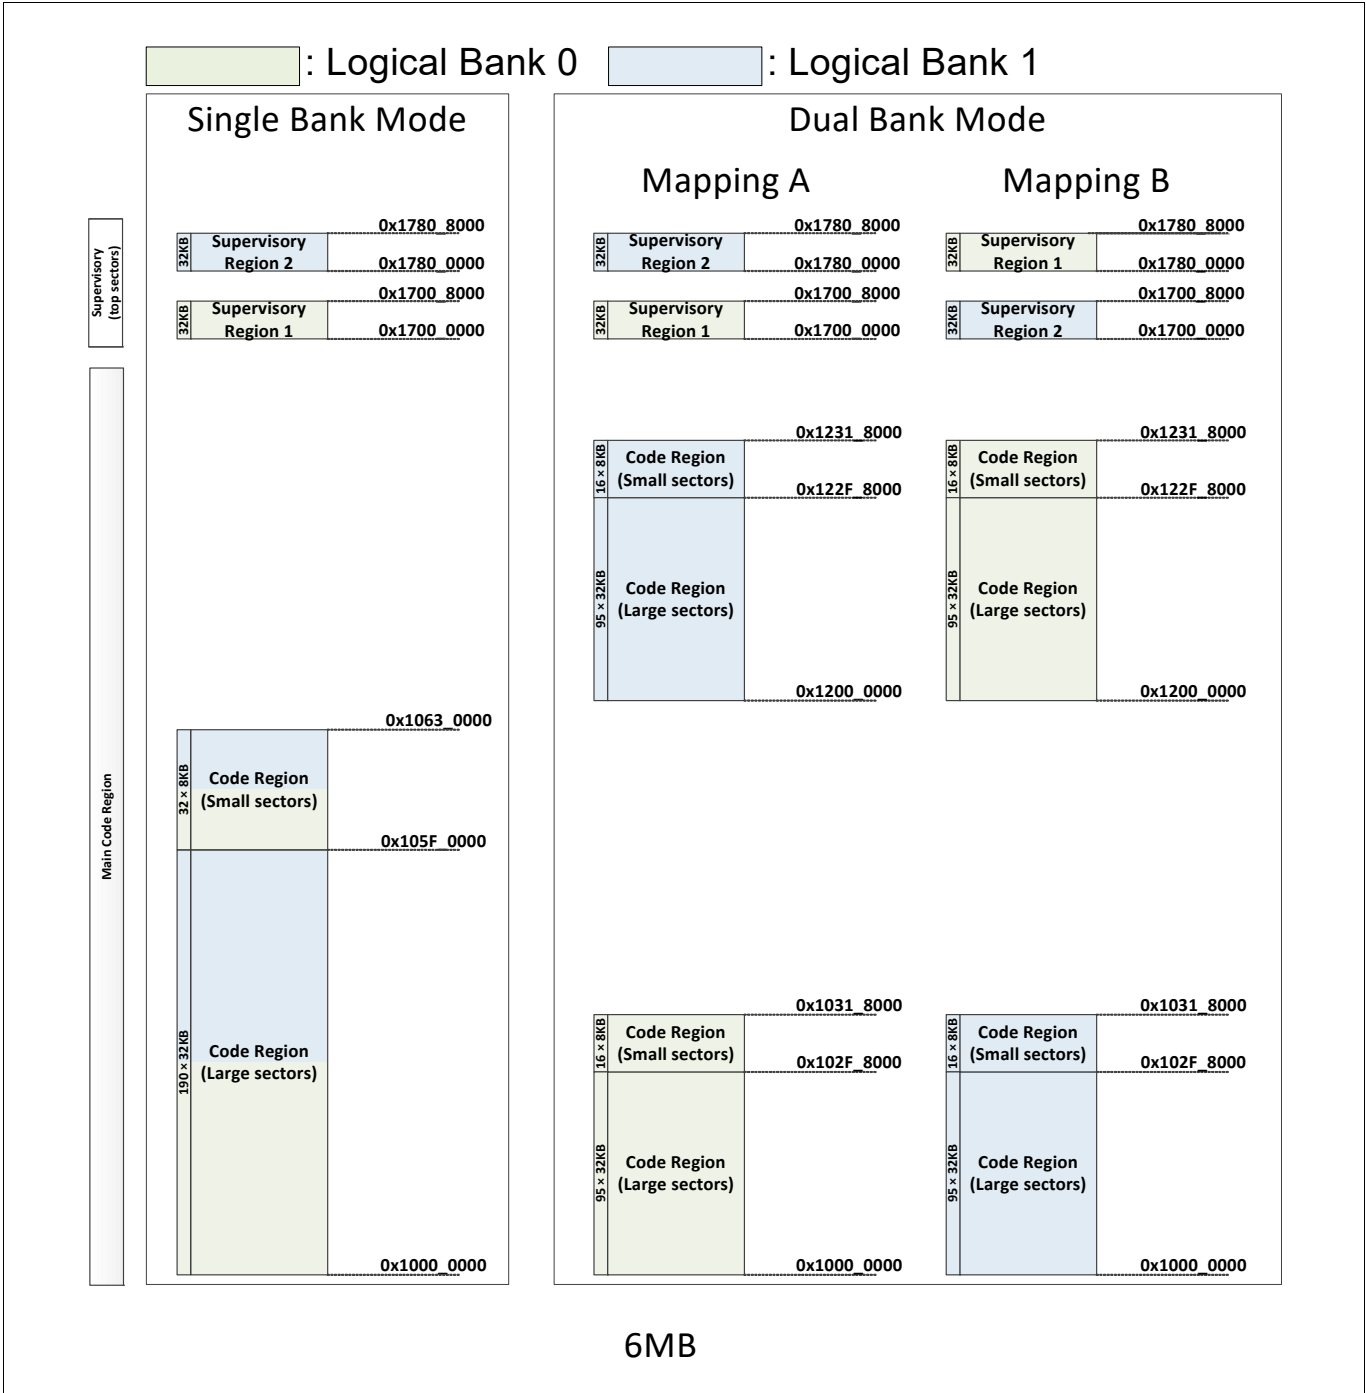 : Logical Bank 0
: Logical Bank 1
Single Bank Mode
Dual Bank Mode
Mapping A
Mapping B
Supervisory
(top sectors)
Main Code Region
32KB
Supervisory
Region 2
0x1780_8000
0x1780_0000
32KB
Supervisory
Region 1
0x1700_8000
0x1700_0000
0x1063_0000
32 × 8KB
Code Region
(Small sectors)
0x105F_0000
190 × 32KB
Code Region
(Large sectors)
0x1000_0000
32KB
Supervisory
Region 2
0x1780_8000
0x1780_0000
32KB
Supervisory
Region 1
0x1700_8000
0x1700_0000
0x1231_8000
16 × 8KB
Code Region
(Small sectors)
0x122F_8000
95 × 32KB
Code Region
(Large sectors)
0x1200_0000
0x1031_8000
16 × 8KB
Code Region
(Small sectors)
0x102F_8000
95 × 32KB
Code Region
(Large sectors)
0x1000_0000
32KB
Supervisory
Region 1
0x1780_8000
0x1780_0000
32KB
Supervisory
Region 2
0x1700_8000
0x1700_0000
0x1231_8000
16 × 8KB
Code Region
(Small sectors)
0x122F_8000
95 × 32KB
Code Region
(Large sectors)
0x1200_0000
0x1031_8000
16 × 8KB
Code Region
(Small sectors)
0x102F_8000
95 × 32KB
Code Region
(Large sectors)
0x1000_0000
6MB